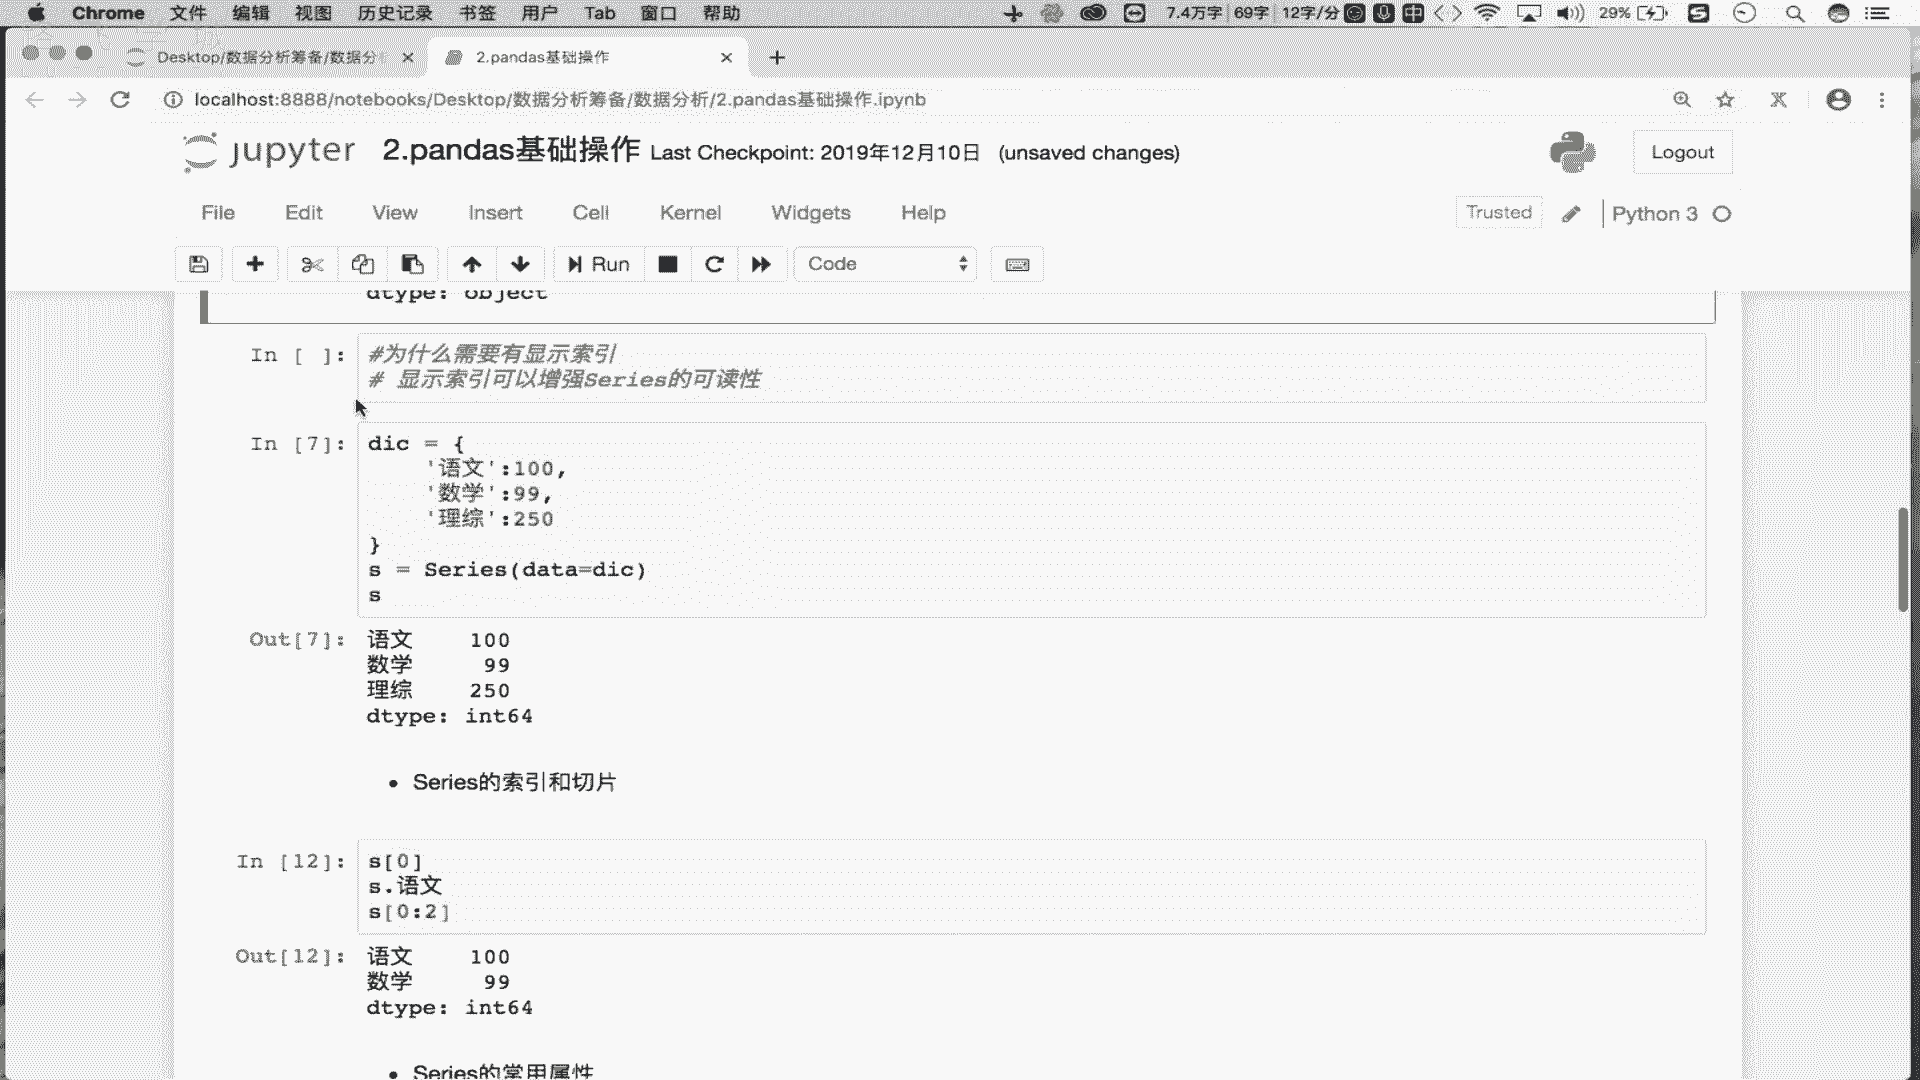 Chrome 文件 编辑 视图 历史记录 书签 用户 Tab 窗口 帮助 7.4万字 69字 12字/分 中 29%
Desktop/数据分析筹备/数据分 2.pandas基础操作
localhost:8888/notebooks/Desktop/数据分析筹备/数据分析/2.pandas基础操作.ipynb
jupyter 2.pandas基础操作 Last Checkpoint: 2019年12月10日 (unsaved changes) Logout
File Edit View Insert Cell Kernel Widgets Help Trusted Python 3
Run Code
dtype: object
In [ ]: #为什么需要有显示索引
# 显示索引可以增强Series的可读性
In [7]: dic = {
'语文':100,
'数学':99,
'理综':250
}
s = Series(data=dic)
s
Out[7]: 语文 100
数学 99
理综 250
dtype: int64
• Series的索引和切片
In [12]: s[0]
s.语文
s[0:2]
Out[12]: 语文 100
数学 99
dtype: int64
• Series的常用属性